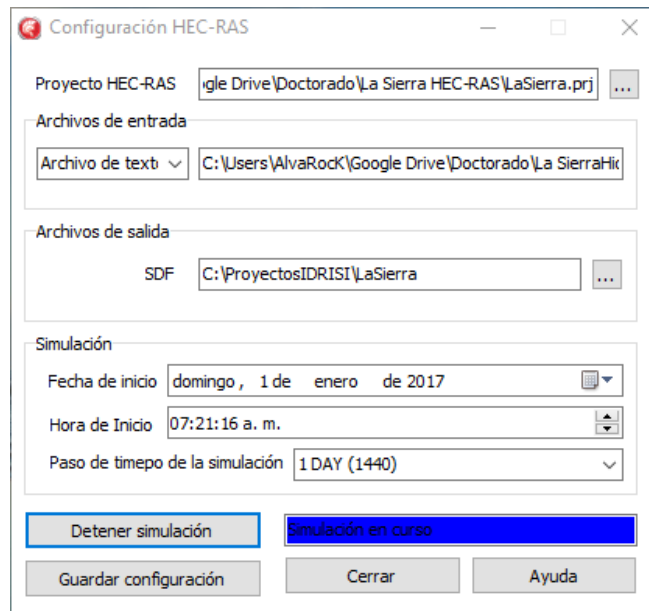 Configuración HEC-RAS
Proyecto HEC-RAS gle Drive\Doctorado\La Sierra HEC-RAS\LaSierra.prj ...
Archivos de entrada
Archivo de text C:\Users\AlvaRocK\Google Drive\Doctorado\La SierraHic
Archivos de salida
SDF C:\ProyectosIDRISI\LaSierra ...
Simulación
Fecha de inicio domingo, 1 de enero de 2017
Hora de Inicio 07:21:16 a. m.
Paso de timepo de la simulación 1 DAY (1440)
Detener simulación Simulación en curso
Guardar configuración Cerrar Ayuda